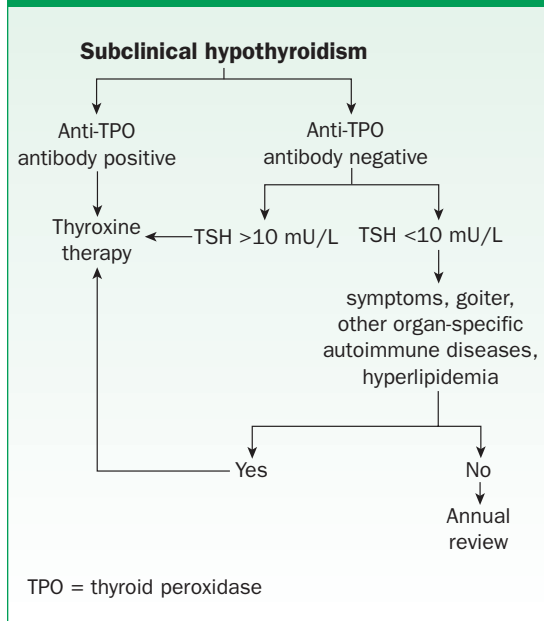 Subclinical hypothyroidism
Anti-TPO
antibody positive
Anti-TPO
antibody negative
Thyroxine
therapy
TSH >10 mU/L
TSH <10 mU/L
symptoms, goiter,
other organ-specific
autoimmune diseases,
hyperlipidemia
Yes
No
Annual
review
TPO = thyroid peroxidase